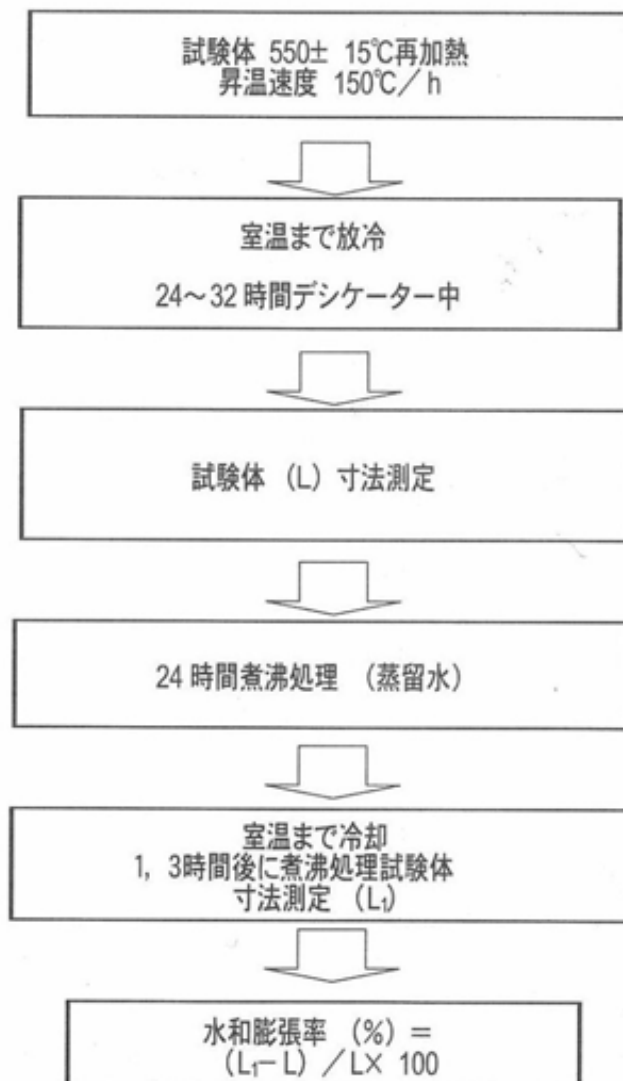 試験体 550± 15℃再加熱
昇温速度 150℃／h
室温まで放冷
24～32 時間デシケーター中
試験体 （L）寸法測定
24 時間煮沸処理 （蒸留水）
室温まで冷却
1, 3時間後に煮沸処理試験体
寸法測定 （L₁）
水和膨張率 （%）＝
（L₁ーL）／L× 100